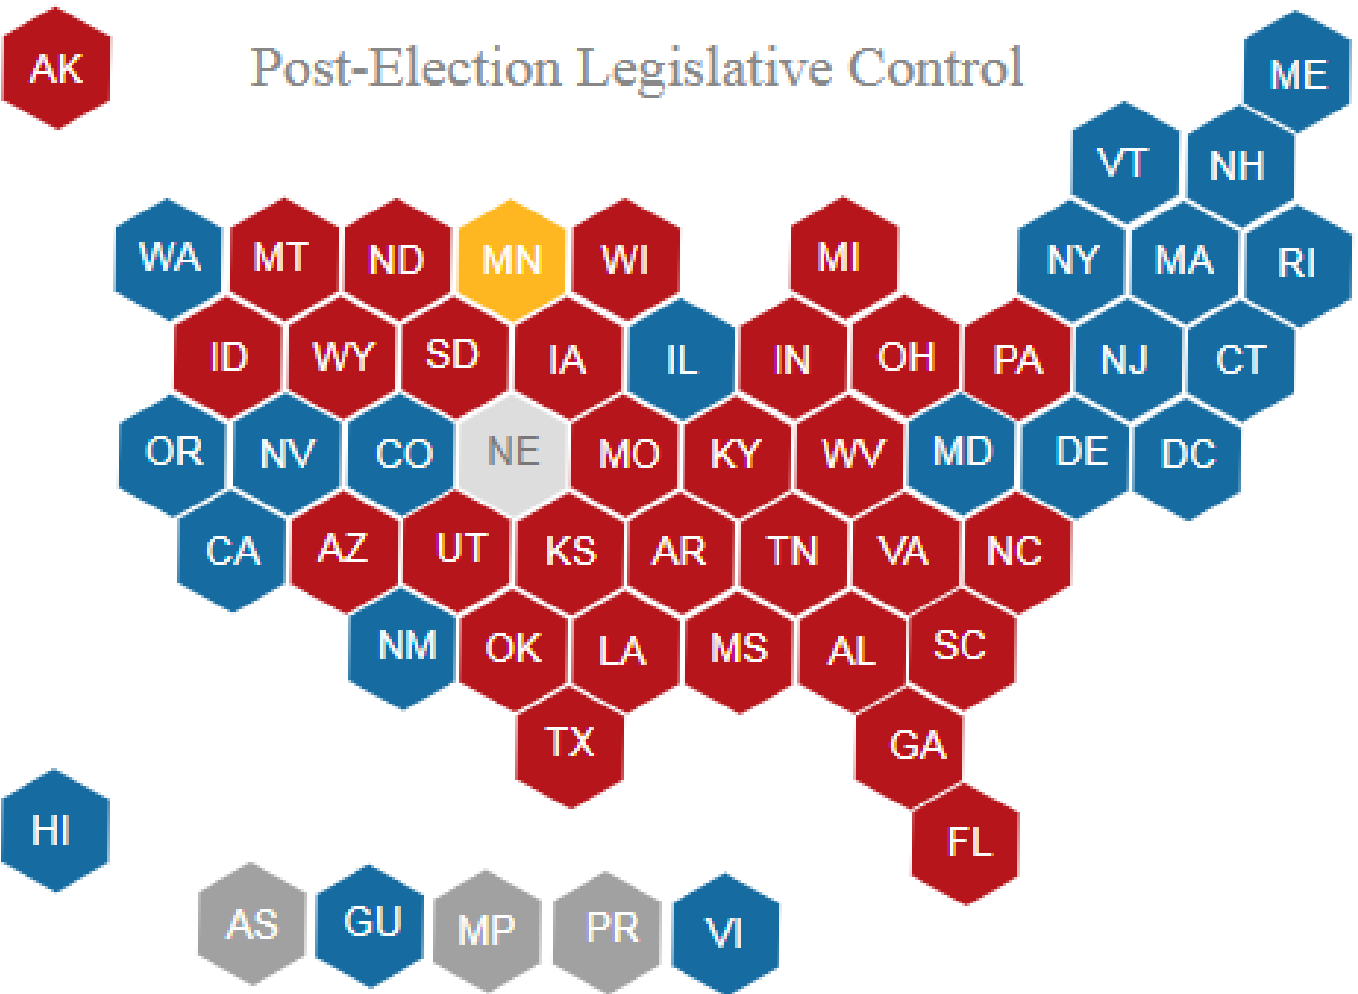 AK
Post-Election Legislative Control
ME
VT NH
WA MT ND MN WI MI NY MA RI
ID WY SD IA IL IN OH PA NJ CT
OR NV CO NE MO KY WV MD DE DC
CA AZ UT KS AR TN VA NC
NM OK LA MS AL SC
TX GA
HI FL
AS GU MP PR VI